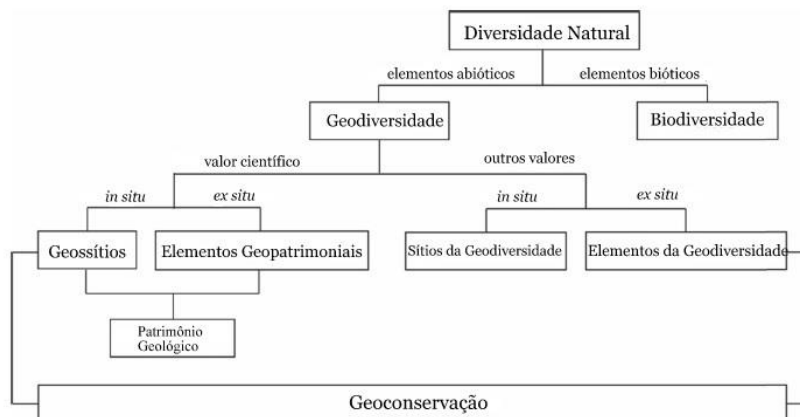 Diversidade Natural
elementos abióticos
elementos bióticos
Geodiversidade
Biodiversidade
valor científico
outros valores
in situ
ex situ
in situ
ex situ
Geossítios
Elementos Geopatrimoniais
Sítios da Geodiversidade
Elementos da Geodiversidade
Patrimônio
Geológico
Geoconservação